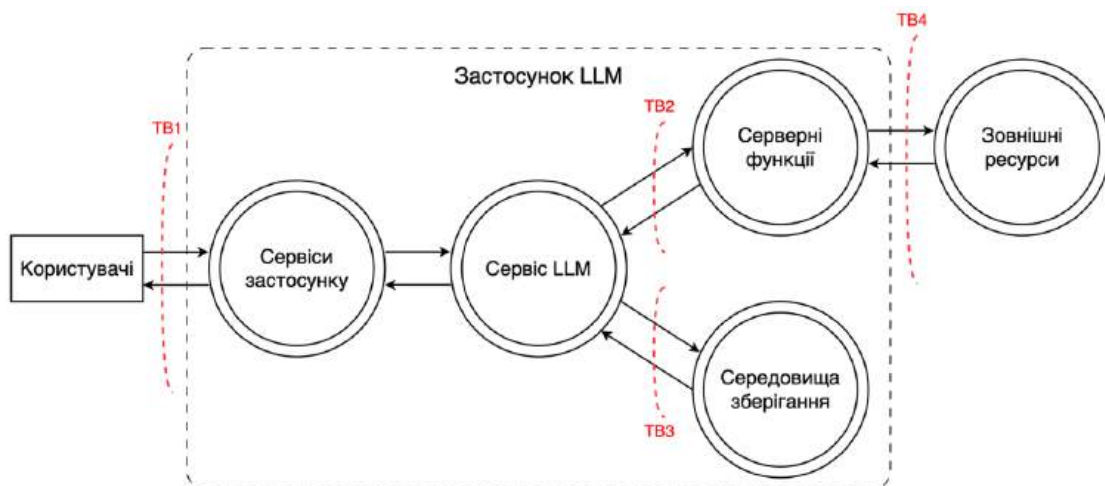 Застосунок LLM
TB1
TB2
TB4
Серверні
функції
Зовнішні
ресурси
Користувачі
Сервіси
застосунку
Сервіс LLM
Середовища
зберігання
TB3